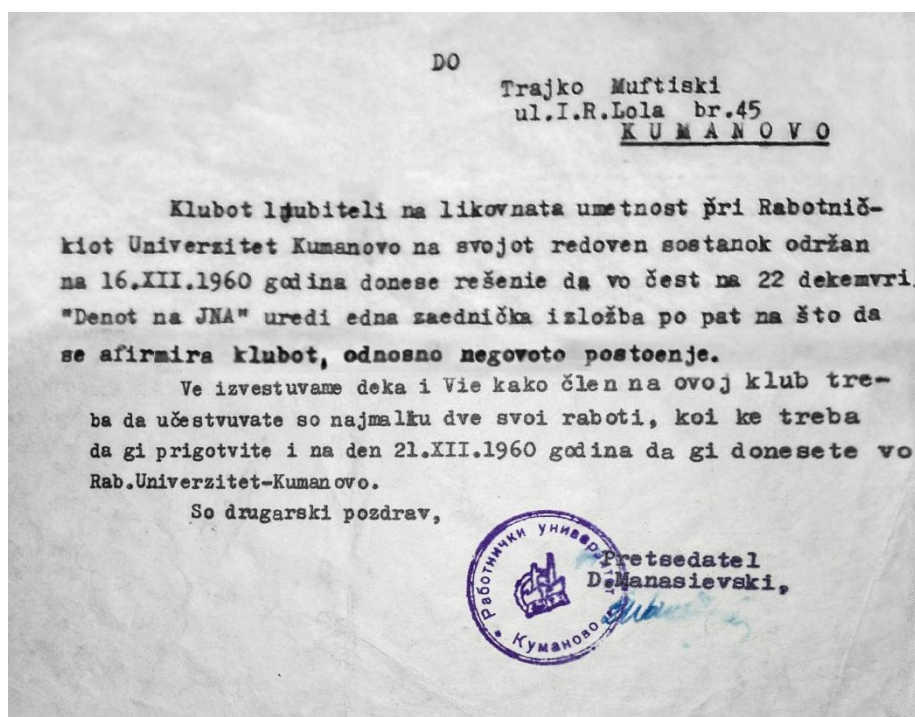 DO
Trajko Muftiski
ul.I.R.Lola br.45
KUMANOVO
Klubot ljubiteli na likovnata umetnost pri Rabotnič-
kiot Univerzitet Kumanovo na svojot redoven sostanok održan
na 16.XII.1960 godina donese rešenie da vo čest na 22 dekemvri
"Denot na JNA" uredi edna zaednička izložba po pat na što da
se afirmira klubot, odnosno negovoto postoenje.
Ve izvestuvame deka i Vie kako člen na ovoj klub tre-
ba da učestvuvate so najmalku dve svoi raboti, koi ke treba
da gi prigotvite i na den 21.XII.1960 godina da gi donesete vo
Rab.Univerzitet-Kumanovo.
So drugarski pozdrav,
Pretsedatel
D.Manasievski,
Работнички универзитет
Куманово